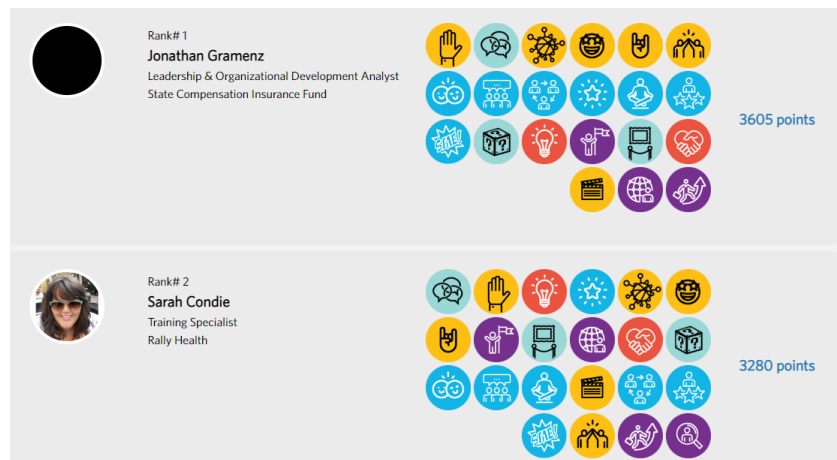 Rank# 1
Jonathan Gramenz
Leadership & Organizational Development Analyst
State Compensation Insurance Fund
3605 points
Rank# 2
Sarah Condie
Training Specialist
Rally Health
3280 points